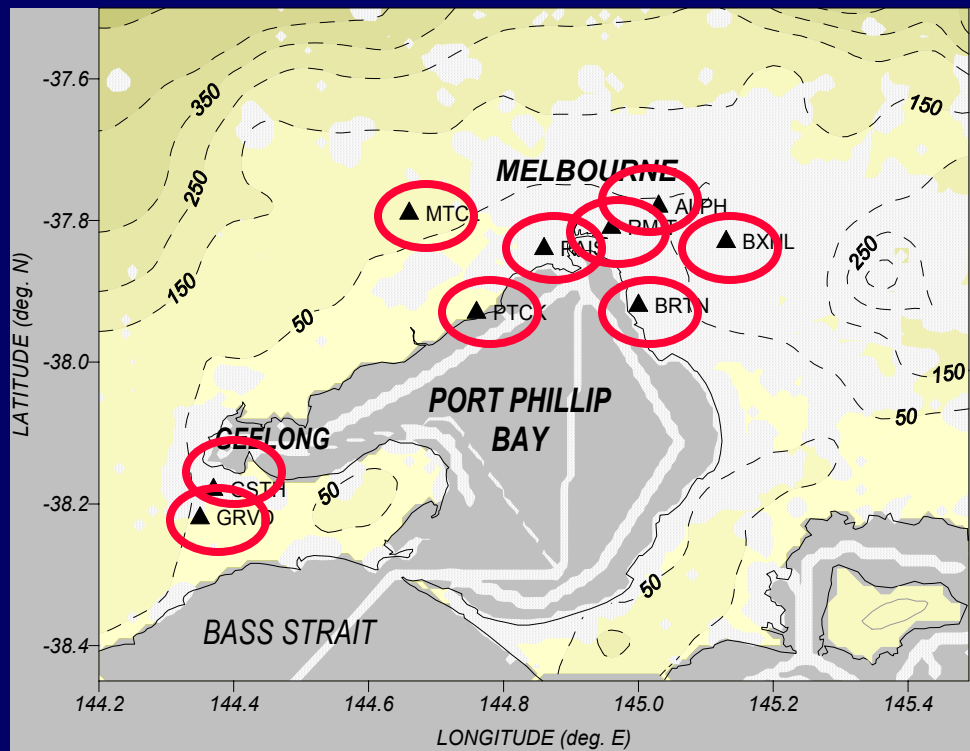 -37.6
350
150
MELBOURNE
250
ALPH
-37.8
MTC
BXHL
150
250
PTCK
BRTN
50
LATITUDE (deg. N)
-38.0
150
PORT PHILLIP
BAY
50
GEELONG
50
-38.2
50
BASS STRAIT
-38.4
144.2
144.4
144.6
144.8
145.0
145.2
145.4
LONGITUDE (deg. E)